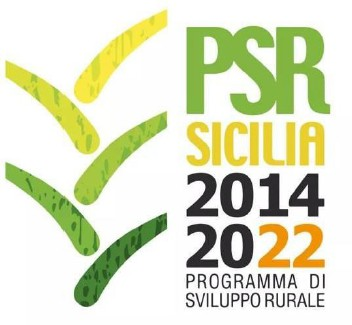 PSR
SICILIA
2014
2022
PROGRAMMA DI
SVILUPPO RURALE